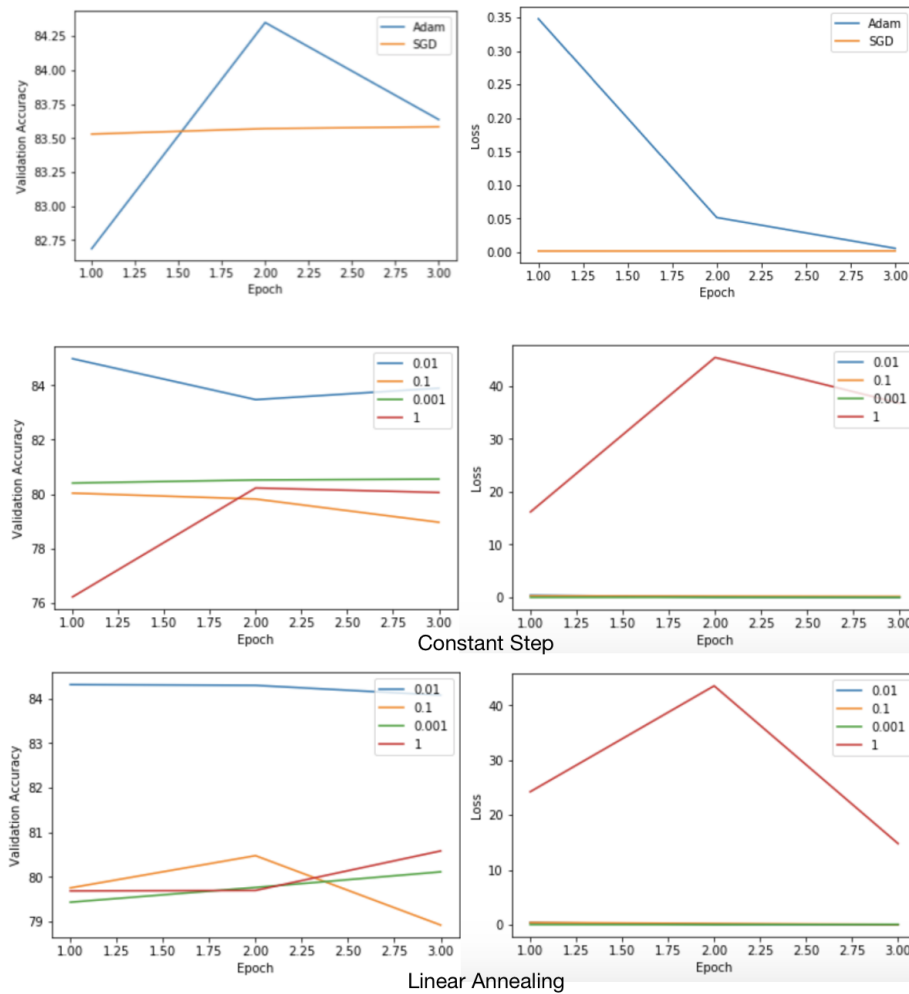 84.25
84.00
83.75
83.50
83.25
83.00
82.75
Validation Accuracy
Adam
SGD
1.00 1.25 1.50 1.75 2.00 2.25 2.50 2.75 3.00
Epoch
0.35
0.30
0.25
0.20
0.15
0.10
0.05
0.00
Loss
Adam
SGD
1.00 1.25 1.50 1.75 2.00 2.25 2.50 2.75 3.00
Epoch
84
82
80
78
76
Validation Accuracy
0.01
0.1
0.001
1
1.00 1.25 1.50 1.75 2.00 2.25 2.50 2.75 3.00
Epoch
40
30
20
10
0
Loss
0.01
0.1
0.001
1
1.00 1.25 1.50 1.75 2.00 2.25 2.50 2.75 3.00
Epoch
Constant Step
84
83
82
81
80
79
Validation Accuracy
0.01
0.1
0.001
1
1.00 1.25 1.50 1.75 2.00 2.25 2.50 2.75 3.00
Epoch
40
30
20
10
0
Loss
0.01
0.1
0.001
1
1.00 1.25 1.50 1.75 2.00 2.25 2.50 2.75 3.00
Epoch
Linear Annealing